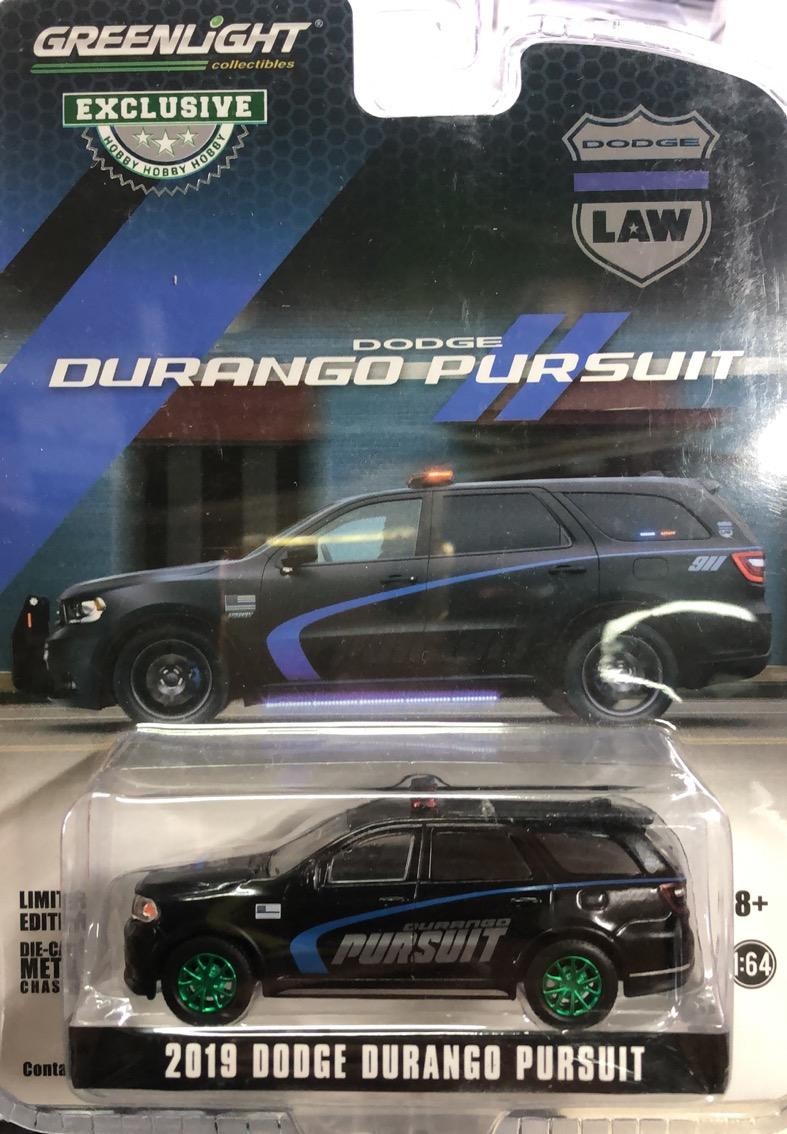 GREENLiGHT®
collectibles
EXCLUSIVE
HOBBY HOBBY HOBBY
DODGE
LAW
DODGE
DURANGO PURSUIT
911
LIMITED
EDITI
DIE-CA
MET
CHAS
8+
1:64
DURANGO
PURSUIT
Conta
2019 DODGE DURANGO PURSUIT